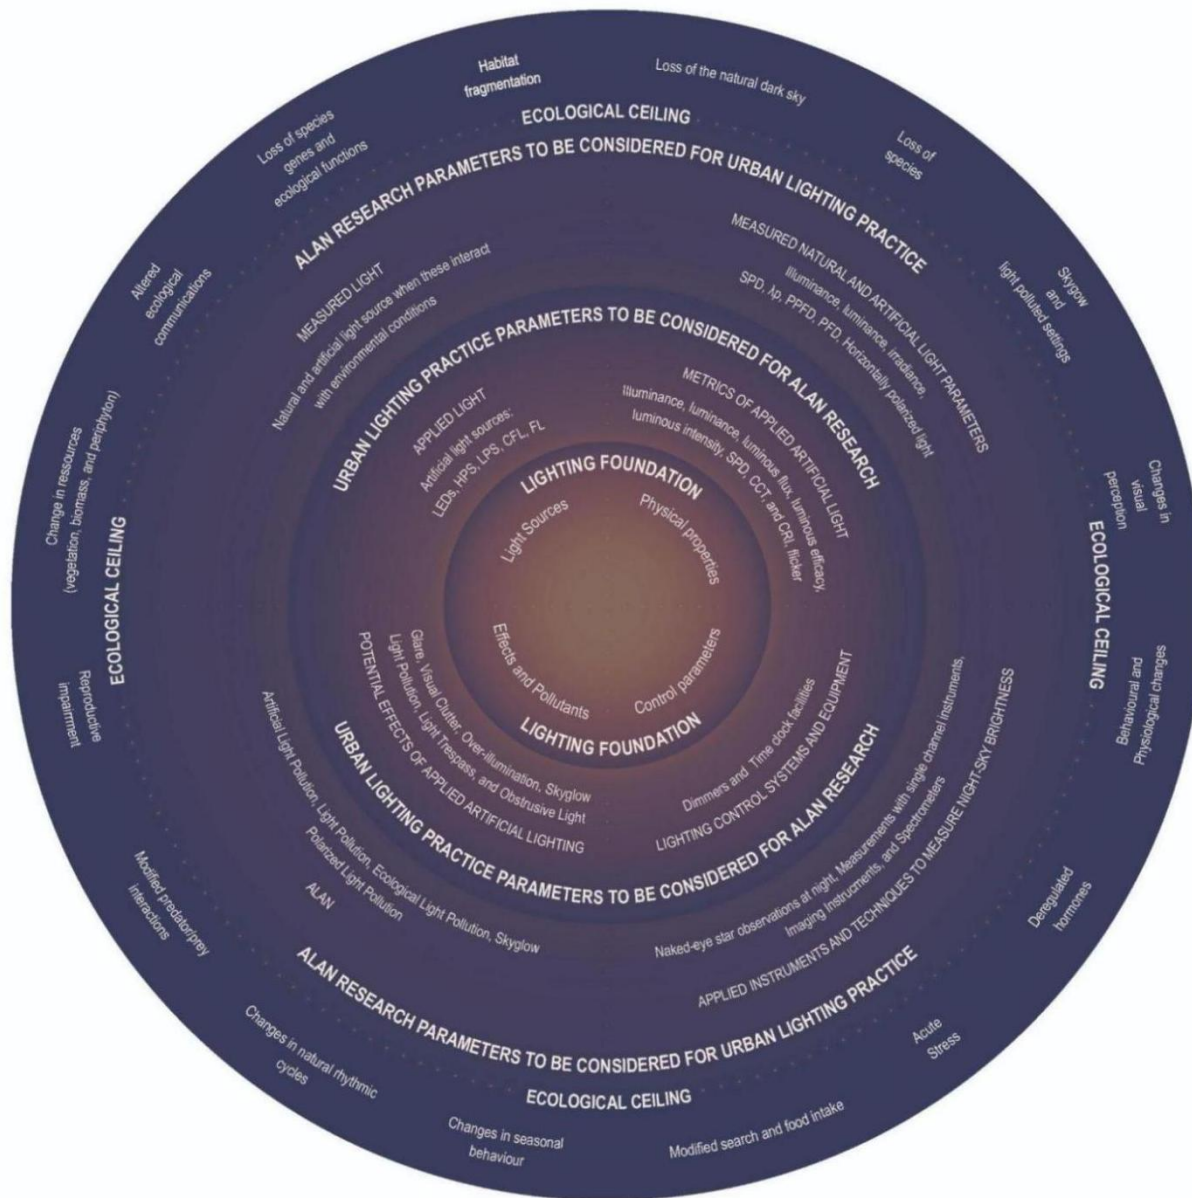 Habitat
fragmentation
Loss of the natural dark sky
Loss of
species
Skygow
and
light polluted settings
Changes in
visual
perception
Behavioural and
Physiological changes
Deregulated
hormones
Acute
Stress
Modified search and food intake
Changes in seasonal
behaviour
Changes in natural rhythmic
cycles
Modified predator/prey
interactions
Reproductive
impairment
Change in ressources
(vegetation, biomass, and periphyton)
Altered
ecological
communications
Loss of species
genes and
ecological functions
ECOLOGICAL CEILING
ECOLOGICAL CEILING
ECOLOGICAL CEILING
ECOLOGICAL CEILING
ALAN RESEARCH PARAMETERS TO BE CONSIDERED FOR URBAN LIGHTING PRACTICE
MEASURED LIGHT
Natural and artificial light source when these interact
with environmental conditions
MEASURED NATURAL AND ARTIFICIAL LIGHT PARAMETERS
Illuminance, luminance, irradiance,
SPD, λp, PPFD, PFD, Horizontally polarized light
URBAN LIGHTING PRACTICE PARAMETERS TO BE CONSIDERED FOR ALAN RESEARCH
APPLIED LIGHT
Artificial light sources:
LEDs, HPS, LPS, CFL, FL
METRICS OF APPLIED ARTIFICIAL LIGHT
Illuminance, luminance, luminous flux, luminous efficacy,
luminous intensity, SPD, CCT, and CRI, flicker
LIGHTING FOUNDATION
Light Sources
Physical properties
Effects and Pollutants
Control parameters
LIGHTING FOUNDATION
Glare, Visual Clutter, Over-illumination, Skyglow
Light Pollution, Light Trespass, and Obstrusive Light
POTENTIAL EFFECTS OF APPLIED ARTIFICIAL LIGHTING
Dimmers and Time clock facilities
LIGHTING CONTROL SYSTEMS AND EQUIPMENT
URBAN LIGHTING PRACTICE PARAMETERS TO BE CONSIDERED FOR ALAN RESEARCH
Artificial Light Pollution, Light Pollution, Ecological Light Pollution, Skyglow
Polarized Light Pollution
ALAN
Naked-eye star observations at night, Measurements with single channel instruments,
Imaging Instrucments, and Spectrometers
APPLIED INSTRUMENTS AND TECHNIQUES TO MEASURE NIGHT-SKY BRIGHTNESS
ALAN RESEARCH PARAMETERS TO BE CONSIDERED FOR URBAN LIGHTING PRACTICE